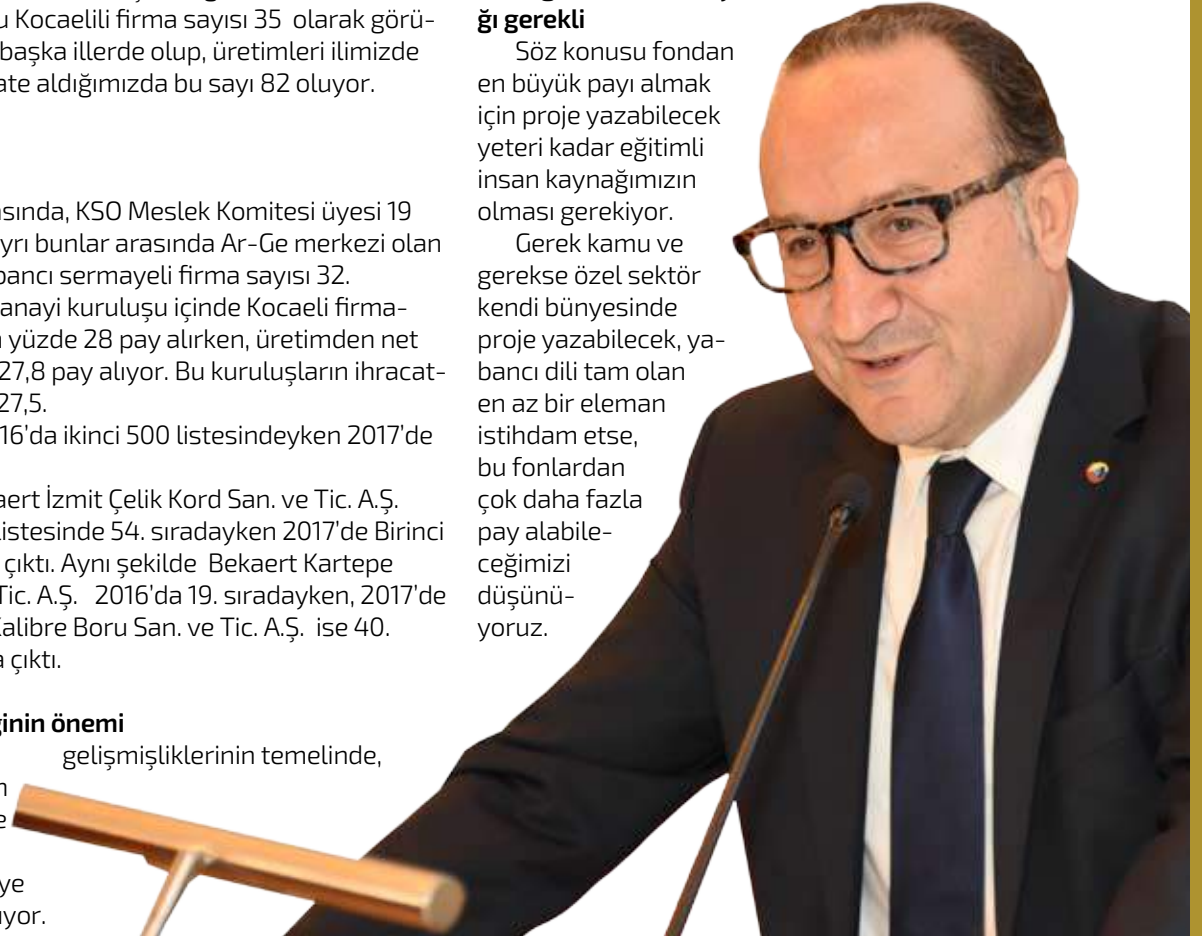 u Kocaelili firma sayısı 35 olarak görü-
başka illerde olup, üretimleri ilimizde
ate aldığımızda bu sayı 82 oluyor.
asında, KSO Meslek Komitesi üyesi 19
yrı bunlar arasında Ar-Ge merkezi olan
bancı sermayeli firma sayısı 32.
anayi kuruluşu içinde Kocaeli firma-
yüzde 28 pay alırken, üretimden net
27,8 pay alıyor. Bu kuruluşların ihracat-
27,5.
16’da ikinci 500 listesindeyken 2017’de
aert İzmit Çelik Kord San. ve Tic. A.Ş.
listesinde 54. sıradayken 2017’de Birinci
çıktı. Aynı şekilde Bekaert Kartepe
Tic. A.Ş. 2016’da 19. sıradayken, 2017’de
Kalibre Boru San. ve Tic. A.Ş. ise 40.
a çıktı.
ğinin önemi
gelişmişliklerinin temelinde,
n
e
ye
uyor.
ğı gerekli
Söz konusu fondan
en büyük payı almak
için proje yazabilecek
yeteri kadar eğitimli
insan kaynağımızın
olması gerekiyor.
Gerek kamu ve
gerekse özel sektör
kendi bünyesinde
proje yazabilecek, ya-
bancı dili tam olan
en az bir eleman
istihdam etse,
bu fonlardan
çok daha fazla
pay alabile-
ceğimizi
düşünü-
yoruz.